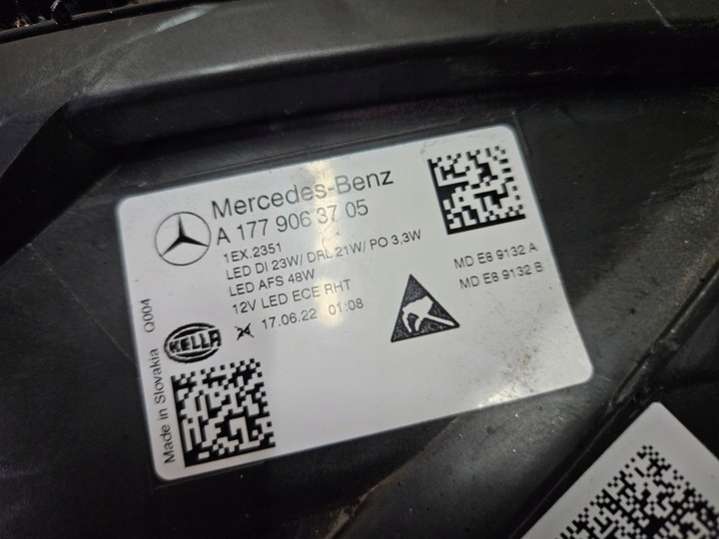 Mercedes-Benz
A 177 906 37 05
1EX.2351
LED DI 23W/ DRL 21W/ PO 3,3W
LED AFS 48W
12V LED ECE RHT
17.06.22 01:08
MD E8 9132 A
MD E8 9132 B
HELLA
Made in Slovakia Q004